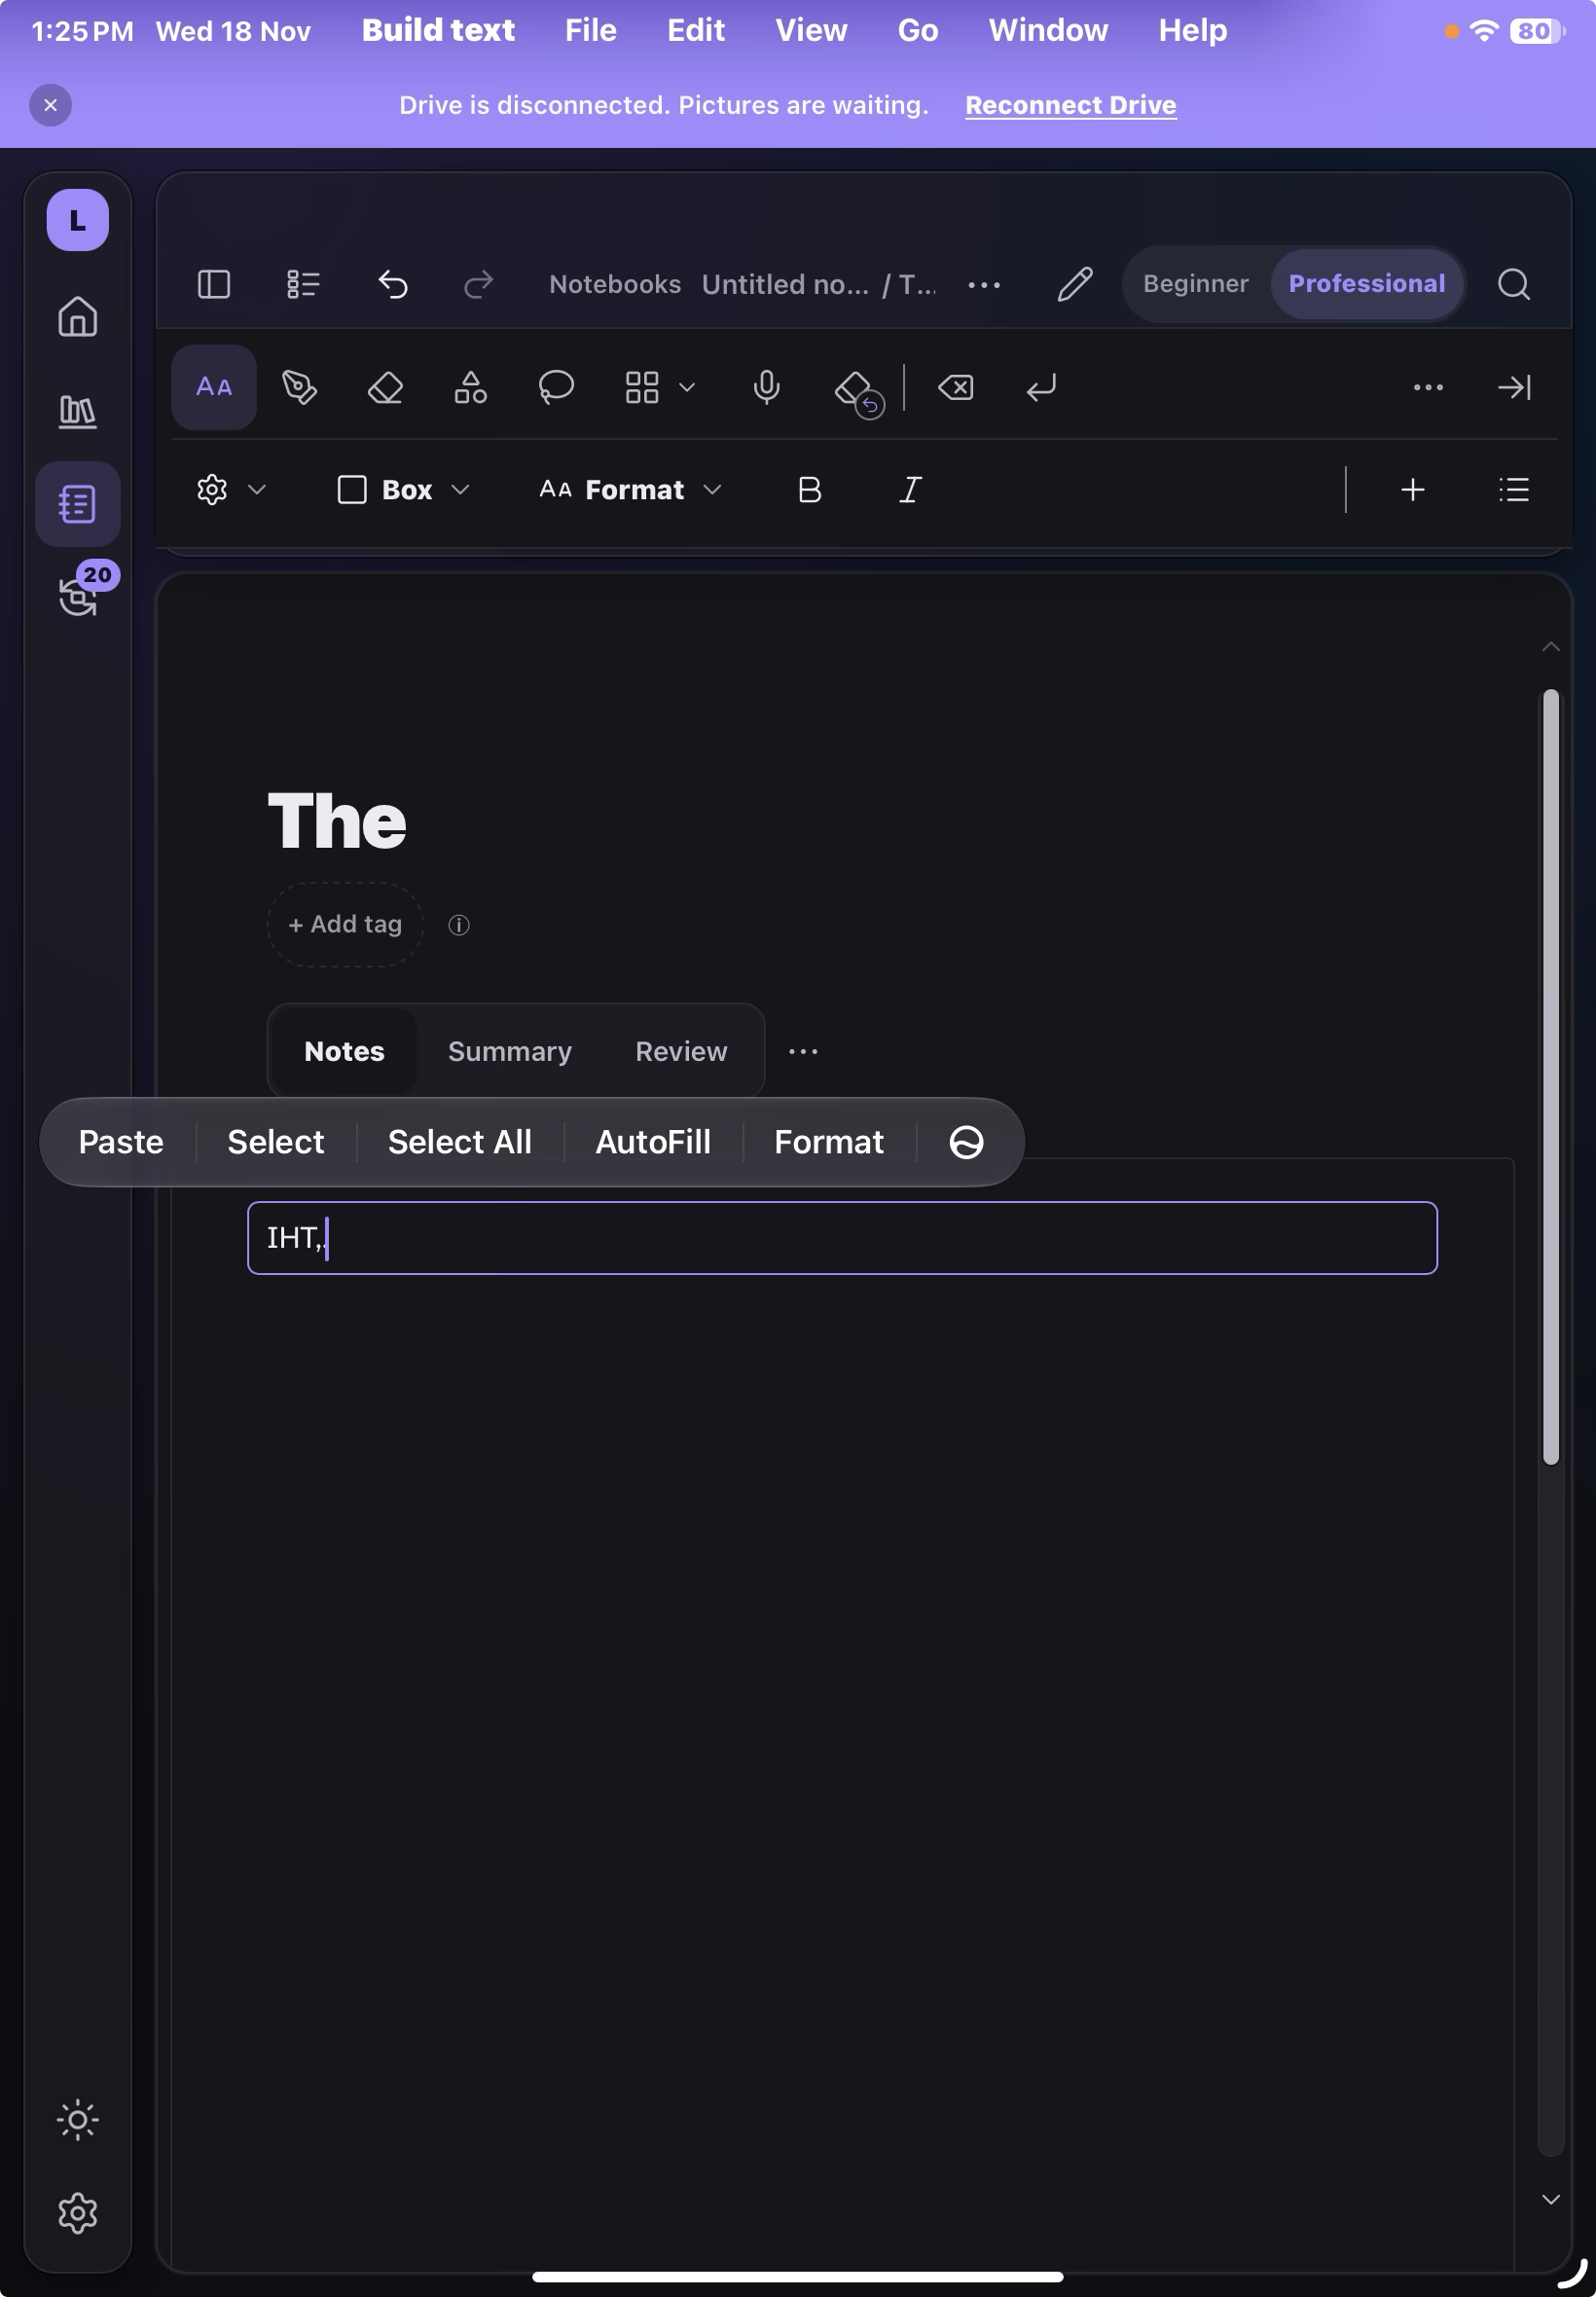 1:25 PM Wed 18 Nov Build text File Edit View Go Window Help 80
Drive is disconnected. Pictures are waiting. Reconnect Drive
L
Notebooks Untitled no... / T... Beginner Professional
AA
Box AA Format B I
20
The
+ Add tag
Notes Summary Review
Paste Select Select All AutoFill Format
IHT,.